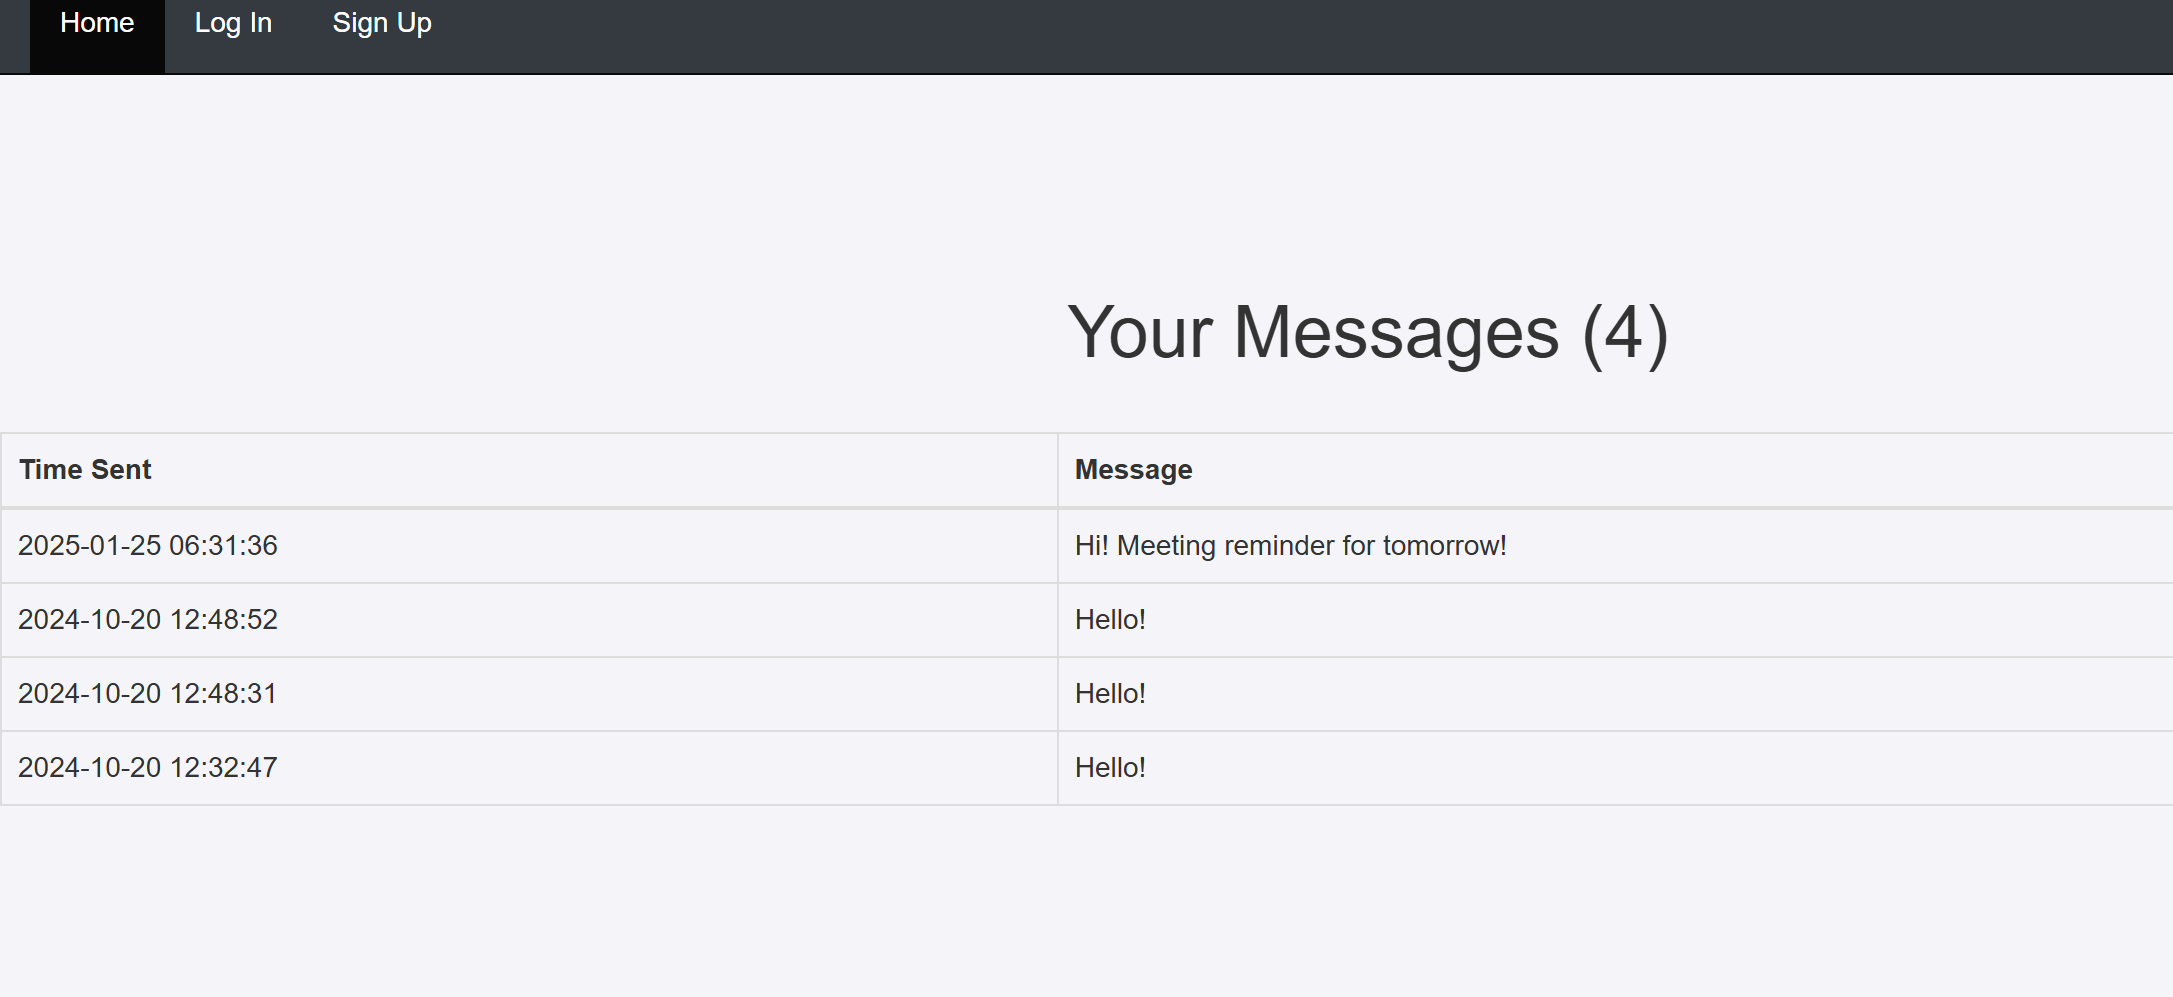 Home Log In Sign Up
Your Messages (4)
Time Sent Message
2025-01-25 06:31:36 Hi! Meeting reminder for tomorrow!
2024-10-20 12:48:52 Hello!
2024-10-20 12:48:31 Hello!
2024-10-20 12:32:47 Hello!